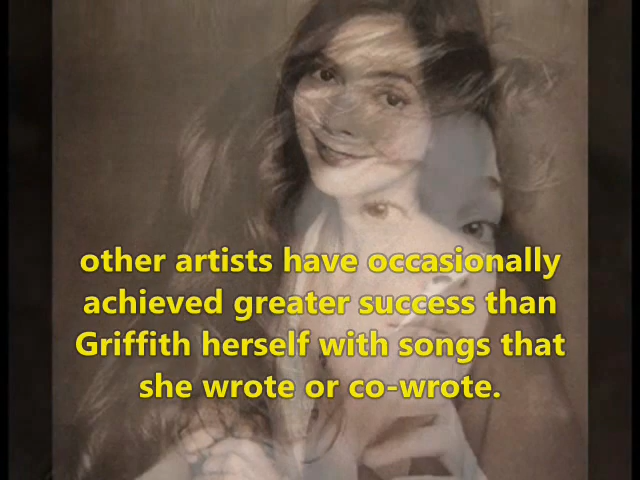 other artists have occasionally
achieved greater success than
Griffith herself with songs that
she wrote or co-wrote.